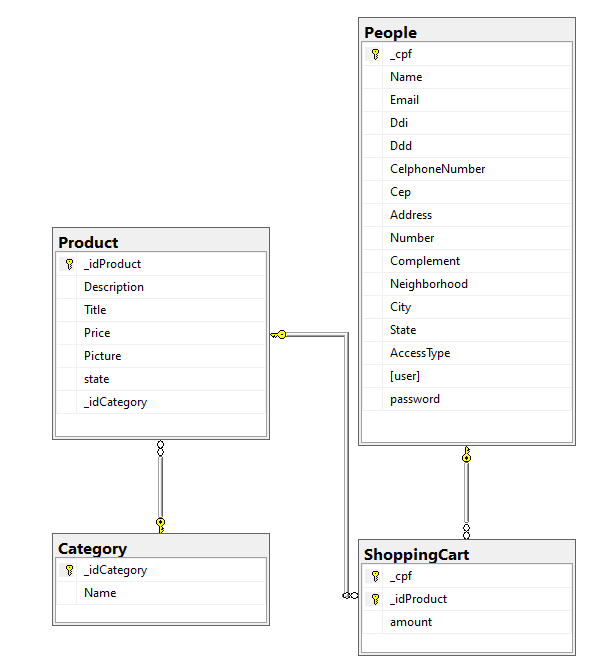 People
_cpf
Name
Email
Ddi
Ddd
CelphoneNumber
Cep
Address
Number
Complement
Neighborhood
City
State
AccessType
[user]
password
Product
_idProduct
Description
Title
Price
Picture
state
_idCategory
Category
_idCategory
Name
ShoppingCart
_cpf
_idProduct
amount